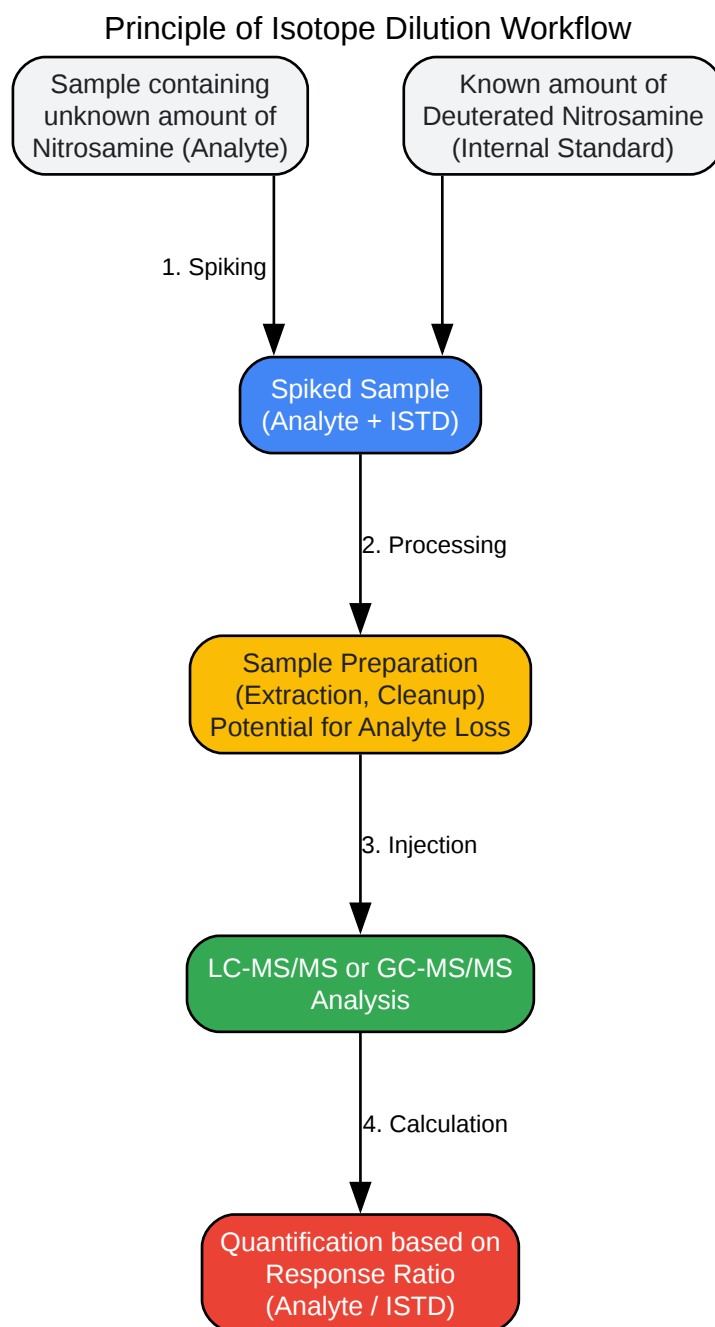 Principle of Isotope Dilution Workflow
Sample containing
unknown amount of
Nitrosamine (Analyte)
Known amount of
Deuterated Nitrosamine
(Internal Standard)
1. Spiking
Spiked Sample
(Analyte + ISTD)
2. Processing
Sample Preparation
(Extraction, Cleanup)
Potential for Analyte Loss
3. Injection
LC-MS/MS or GC-MS/MS
Analysis
4. Calculation
Quantification based on
Response Ratio
(Analyte / ISTD)